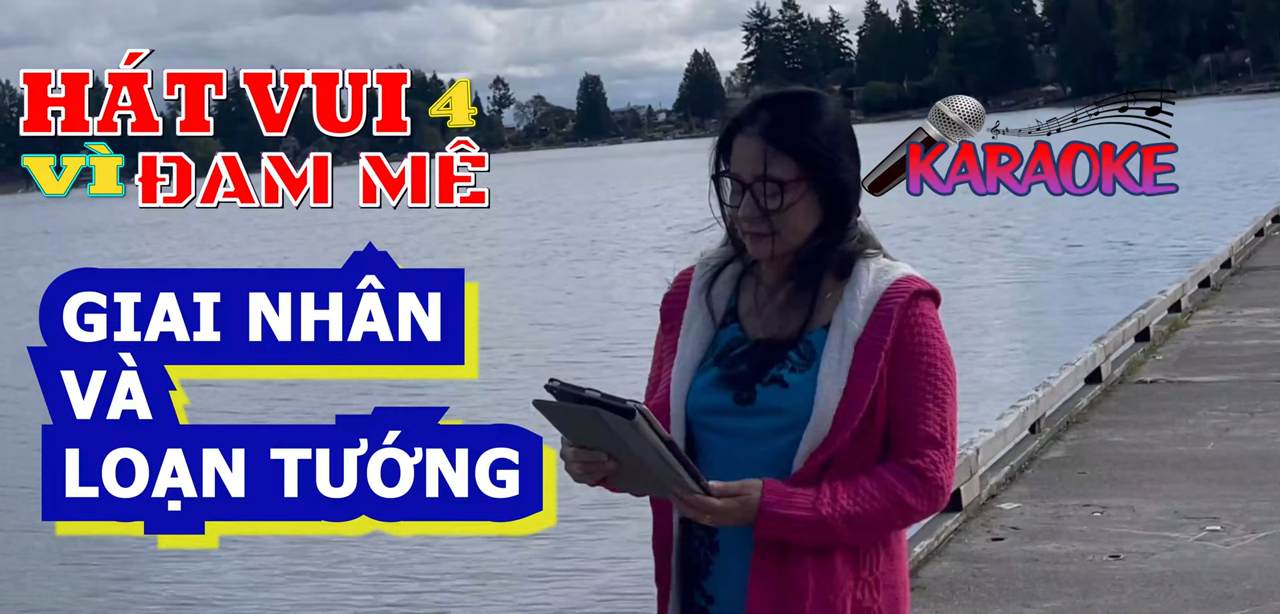 HÁT VUI 4
VÌ ĐAM MÊ
KARAOKE
GIAI NHÂN
VÀ
LOẠN TƯỚNG